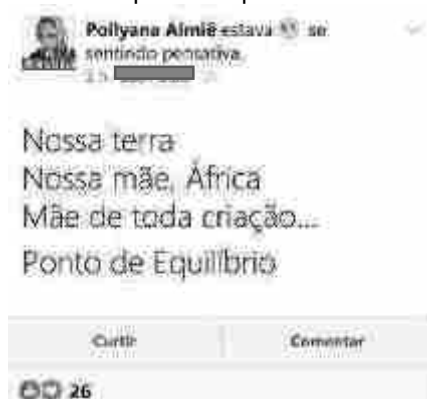 Pollyana Almiê estava se
sentindo pensativa.
2 h
Nossa terra
Nossa mãe, África
Mãe de toda criação...
Ponto de Equilíbrio
Curtir Comentar
26